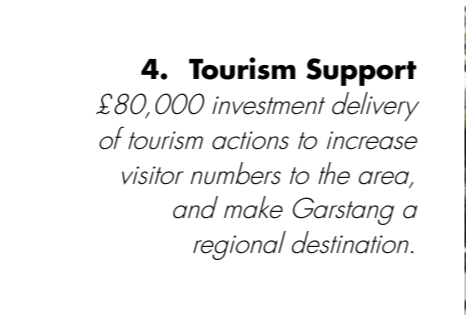 4. Tourism Support
£80,000 investment delivery
of tourism actions to increase
visitor numbers to the area,
and make Garstang a
regional destination.